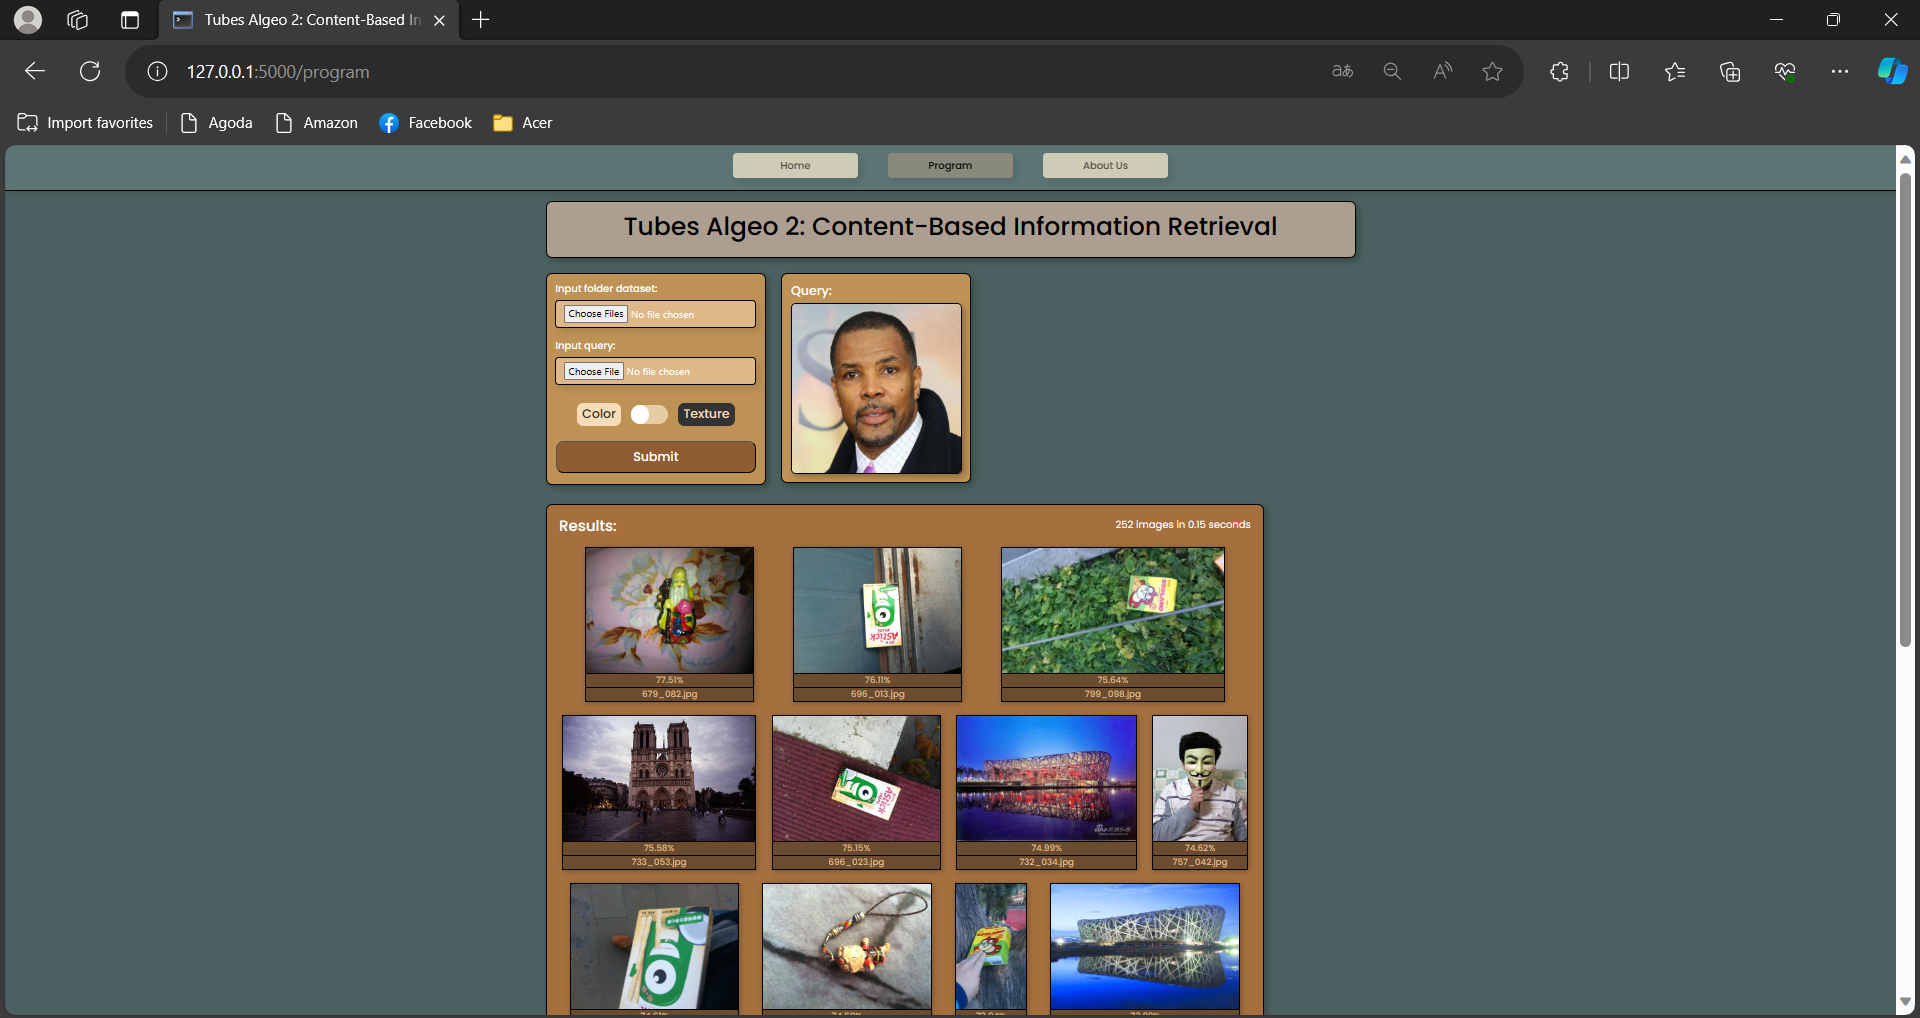 Tubes Algeo 2: Content-Based In
127.0.0.1:5000/program
Import favorites
Agoda
Amazon
Facebook
Acer
Home
Program
About Us
Tubes Algeo 2: Content-Based Information Retrieval
Input folder dataset:
Choose Files No file chosen
Input query:
Choose File No file chosen
Color
Texture
Submit
Query:
Results:
252 images in 0.15 seconds
77.51%
679_082.jpg
76.11%
696_013.jpg
75.64%
799_098.jpg
75.58%
733_053.jpg
75.15%
696_023.jpg
74.99%
732_034.jpg
74.62%
757_042.jpg